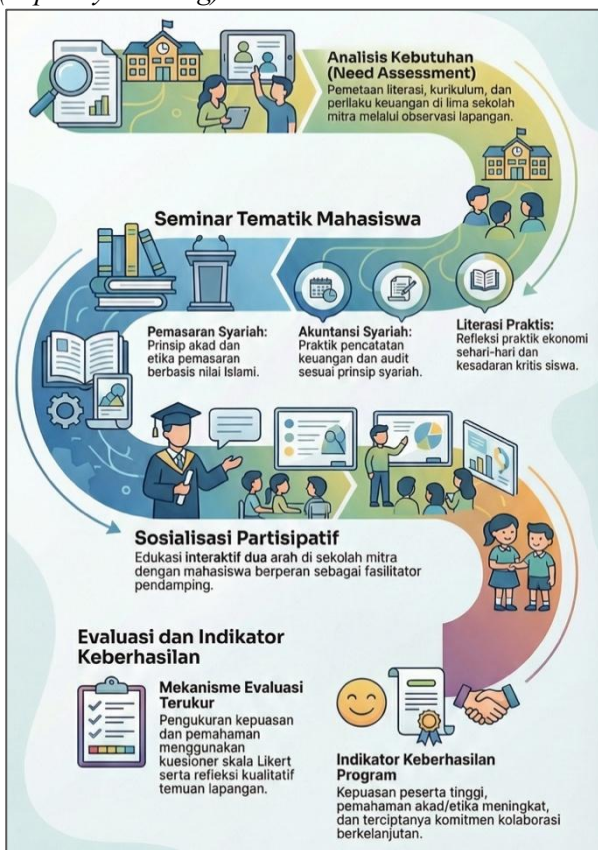 Analisis Kebutuhan
(Need Assessment)
Pemetaan literasi, kurikulum, dan
perilaku keuangan di lima sekolah
mitra melalui observasi lapangan.
Seminar Tematik Mahasiswa
Pemasaran Syariah:
Prinsip akad dan
etika pemasaran
berbasis nilai Islami.
Akuntansi Syariah:
Praktik pencatatan
keuangan dan audit
sesuai prinsip syariah.
Literasi Praktis:
Refleksi praktik ekonomi
sehari-hari dan
kesadaran kritis siswa.
Sosialisasi Partisipatif
Edukasi interaktif dua arah di sekolah mitra
dengan mahasiswa berperan sebagai fasilitator
pendamping.
Evaluasi dan Indikator
Keberhasilan
Mekanisme Evaluasi
Terukur
Pengukuran kepuasan
dan pemahaman
menggunakan
kuesioner skala Likert
serta refleksi kualitatif
temuan lapangan.
Indikator Keberhasilan
Program
Kepuasan peserta tinggi,
pemahaman akad/etika meningkat,
dan terciptanya komitmen kolaborasi
berkelanjutan.